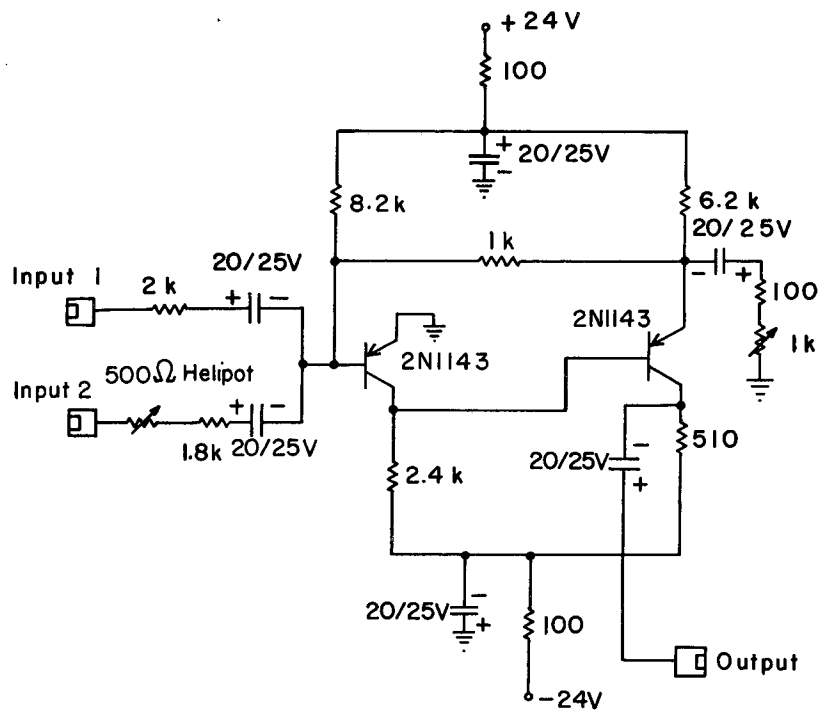 +24V
100
+
20/25V
-
8.2k
6.2k
20/25V
1k
-
+
Input 1
2k
20/25V
+
-
100
2N1143
1k
2N1143
500Ω Helipot
Input 2
+
-
1.8k
20/25V
510
-
20/25V
+
2.4k
-
20/25V
+
100
Output
-24V